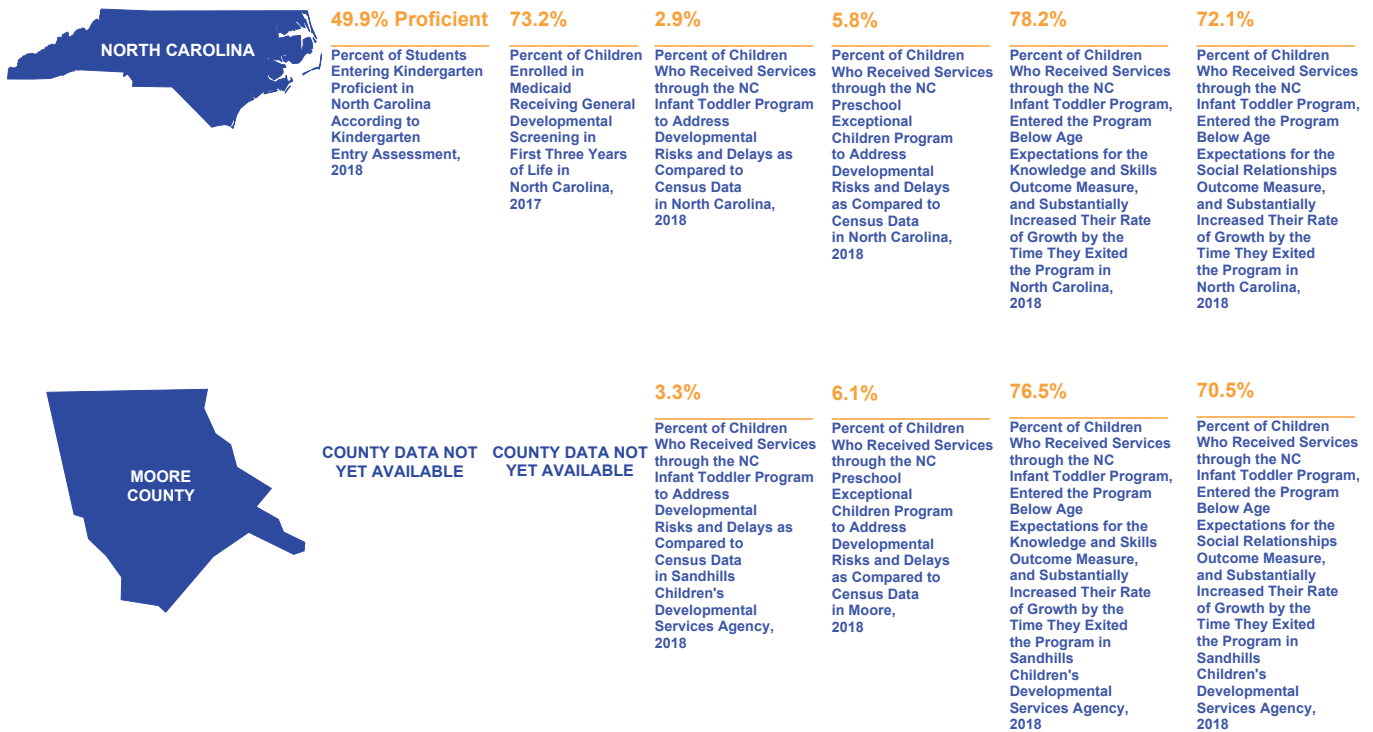 NORTH CAROLINA
49.9% Proficient
Percent of Students
Entering Kindergarten
Proficient in
North Carolina
According to
Kindergarten
Entry Assessment,
2018
73.2%
Percent of Children
Enrolled in
Medicaid
Receiving General
Developmental
Screening in
First Three Years
of Life in
North Carolina,
2017
2.9%
Percent of Children
Who Received Services
through the NC
Infant Toddler Program
to Address
Developmental
Risks and Delays as
Compared to
Census Data
in North Carolina,
2018
5.8%
Percent of Children
Who Received Services
through the NC
Preschool
Exceptional
Children Program
to Address
Developmental
Risks and Delays
as Compared to
Census Data
in North Carolina,
2018
78.2%
Percent of Children
Who Received Services
through the NC
Infant Toddler Program,
Entered the Program
Below Age
Expectations for the
Knowledge and Skills
Outcome Measure,
and Substantially
Increased Their Rate
of Growth by the
Time They Exited
the Program in
North Carolina,
2018
72.1%
Percent of Children
Who Received Services
through the NC
Infant Toddler Program,
Entered the Program
Below Age
Expectations for the
Social Relationships
Outcome Measure,
and Substantially
Increased Their Rate
of Growth by the
Time They Exited
the Program in
North Carolina,
2018
MOORE
COUNTY
COUNTY DATA NOT
YET AVAILABLE
COUNTY DATA NOT
YET AVAILABLE
3.3%
Percent of Children
Who Received Services
through the NC
Infant Toddler Program
to Address
Developmental
Risks and Delays as
Compared to
Census Data
in Sandhills
Children's
Developmental
Services Agency,
2018
6.1%
Percent of Children
Who Received Services
through the NC
Preschool
Exceptional
Children Program
to Address
Developmental
Risks and Delays
as Compared to
Census Data
in Moore,
2018
76.5%
Percent of Children
Who Received Services
through the NC
Infant Toddler Program,
Entered the Program
Below Age
Expectations for the
Knowledge and Skills
Outcome Measure,
and Substantially
Increased Their Rate
of Growth by the
Time They Exited
the Program in
Sandhills
Children's
Developmental
Services Agency,
2018
70.5%
Percent of Children
Who Received Services
through the NC
Infant Toddler Program,
Entered the Program
Below Age
Expectations for the
Social Relationships
Outcome Measure,
and Substantially
Increased Their Rate
of Growth by the
Time They Exited
the Program in
Sandhills
Children's
Developmental
Services Agency,
2018